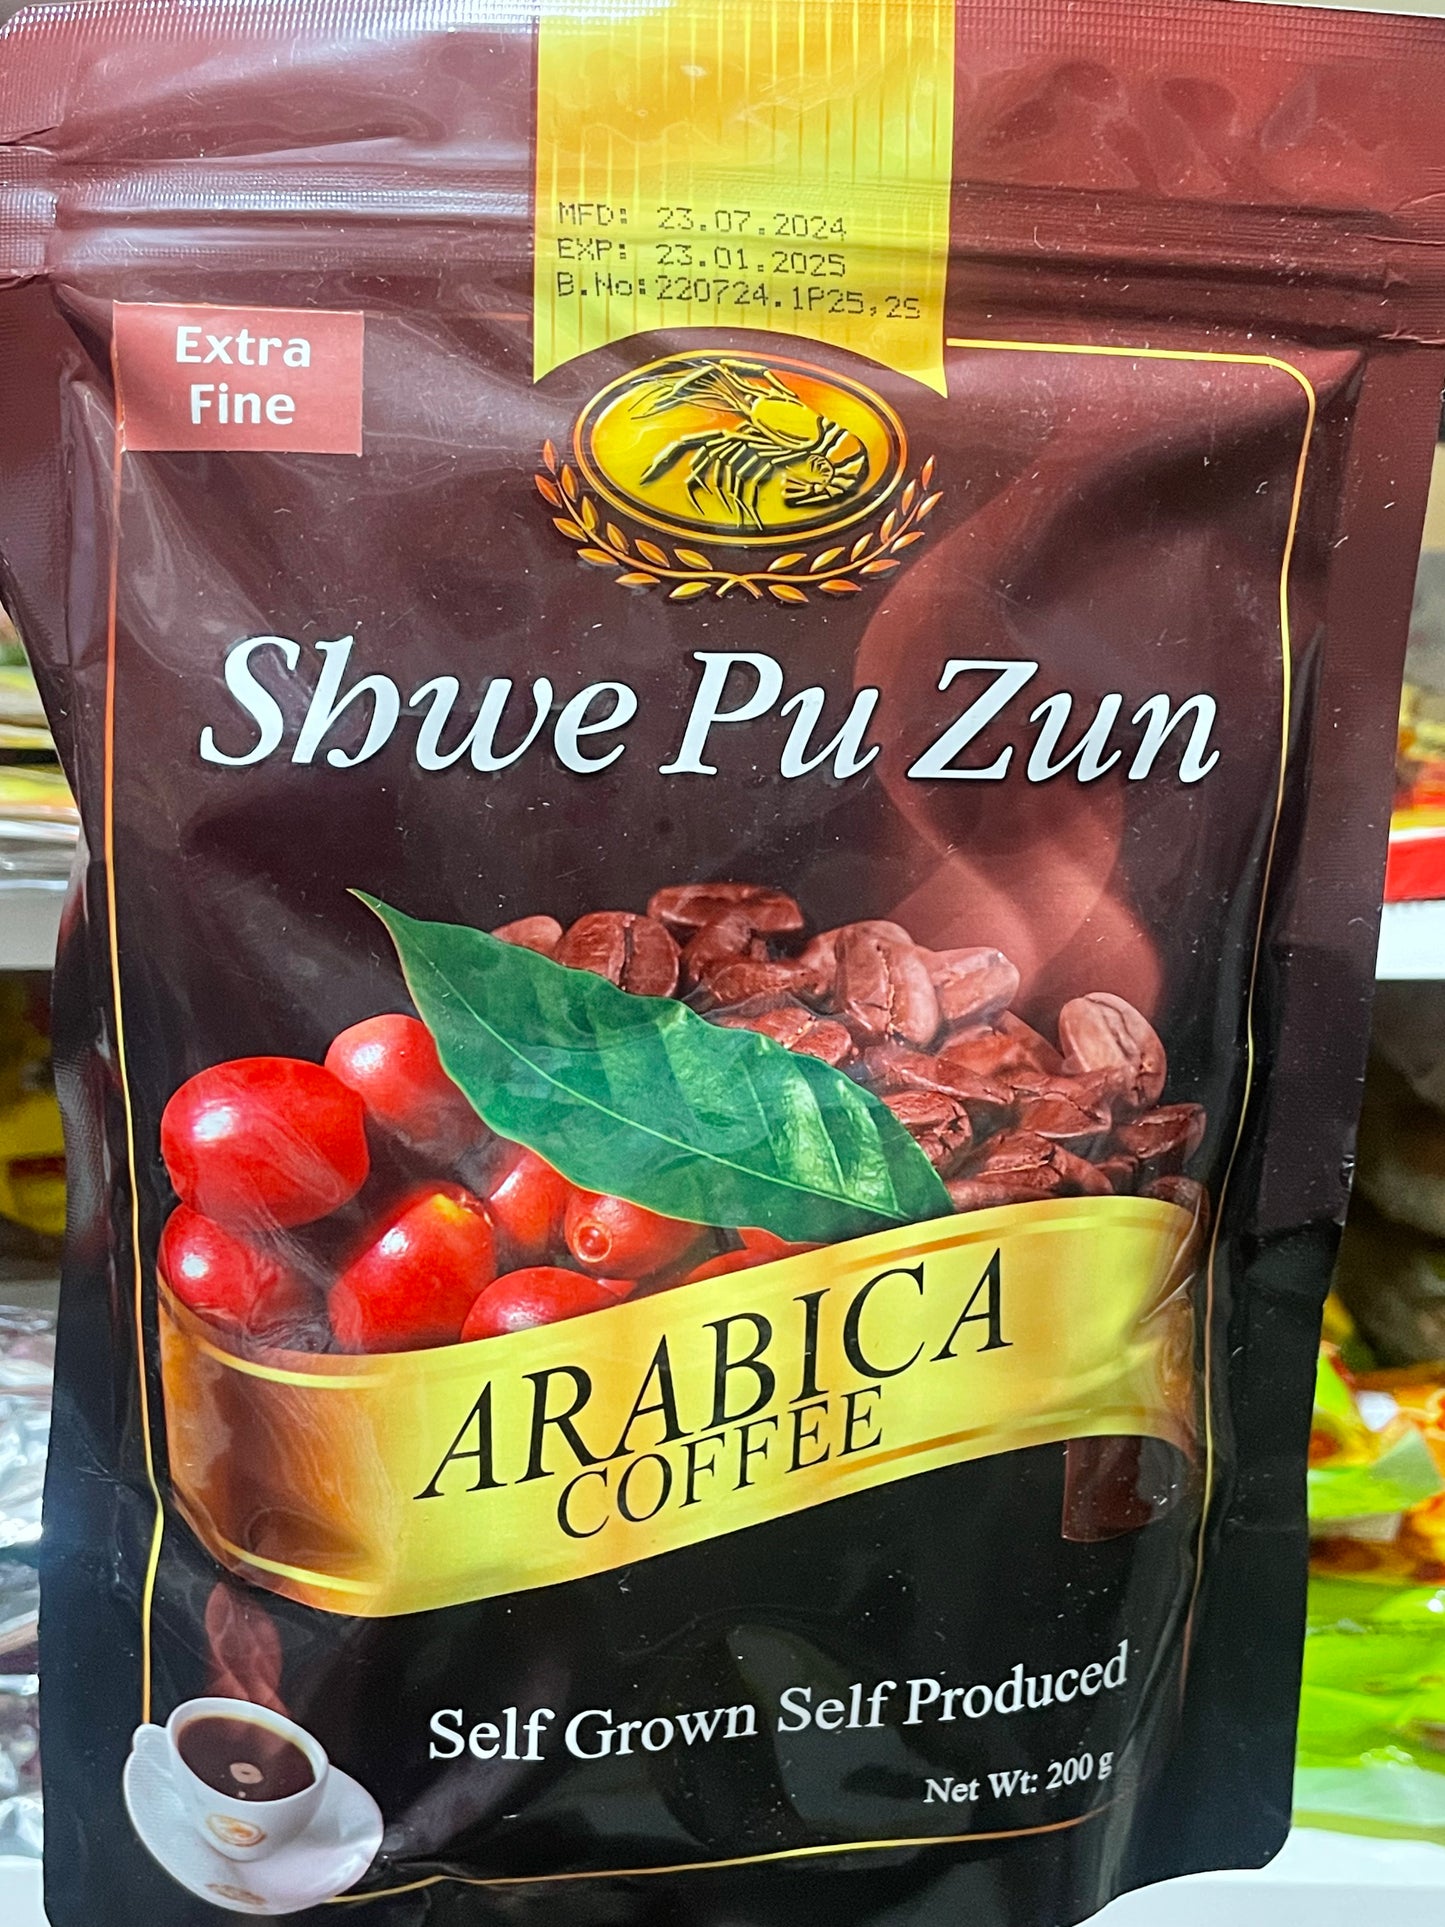 MFD: 23.07.2024
EXP: 23.01.2025
B.No:220724.1P25,2S
Extra
Fine
Shwe Pu Zun
ARABICA
COFFEE
Self Grown Self Produced
Net Wt: 200 g